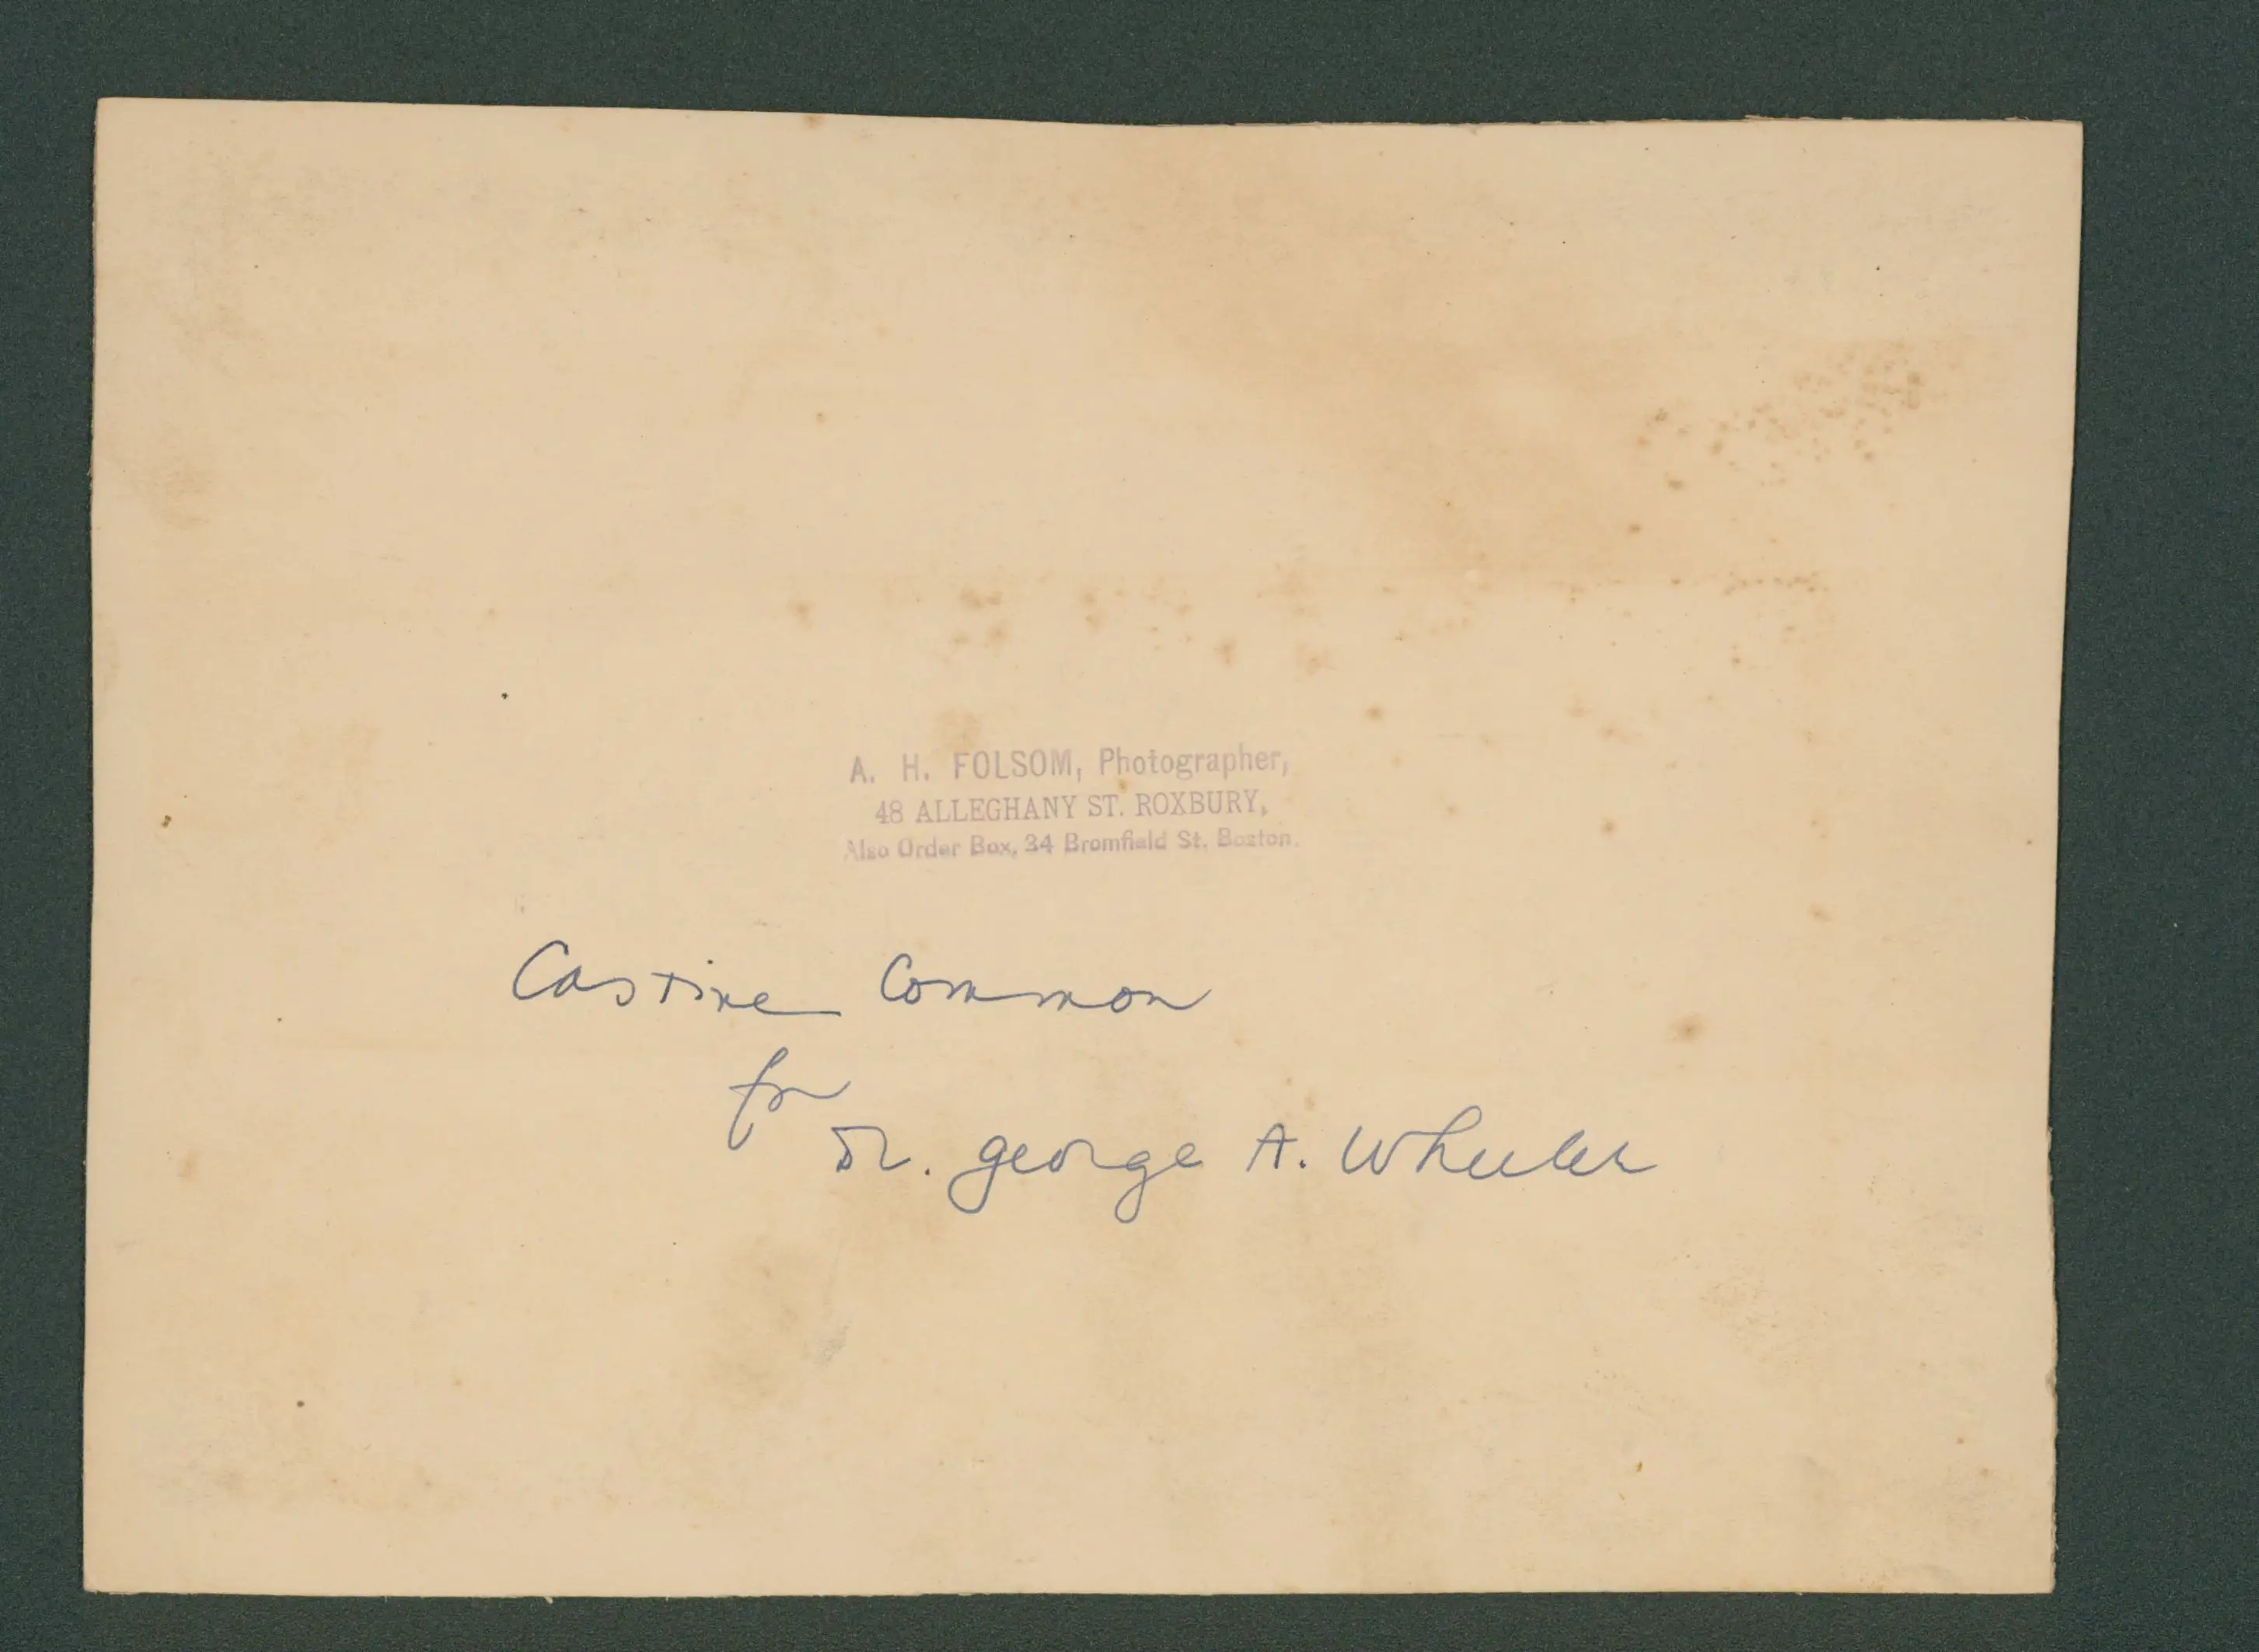 A. H. FOLSOM, Photographer,
48 ALLEGHANY ST. ROXBURY,
Also Order Box, 34 Bromfield St. Boston.
Castine Common
for
Dr. george A. Wheeler